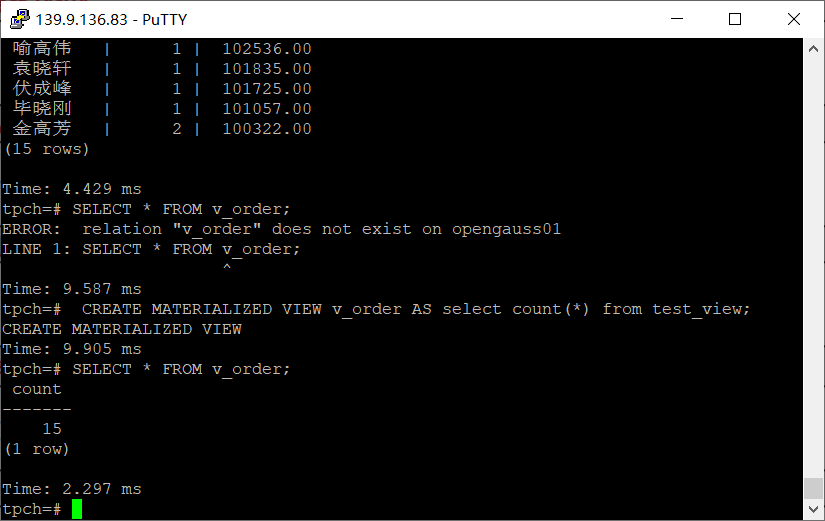 139.9.136.83 - PuTTY
喻高伟 | 1 | 102536.00
袁晓轩 | 1 | 101835.00
伏成峰 | 1 | 101725.00
毕晓刚 | 1 | 101057.00
金高芳 | 2 | 100322.00
(15 rows)
Time: 4.429 ms
tpch=# SELECT * FROM v_order;
ERROR:  relation "v_order" does not exist on opengauss01
LINE 1: SELECT * FROM v_order;
^
Time: 9.587 ms
tpch=#  CREATE MATERIALIZED VIEW v_order AS select count(*) from test_view;
CREATE MATERIALIZED VIEW
Time: 9.905 ms
tpch=# SELECT * FROM v_order;
count
-------
15
(1 row)
Time: 2.297 ms
tpch=#